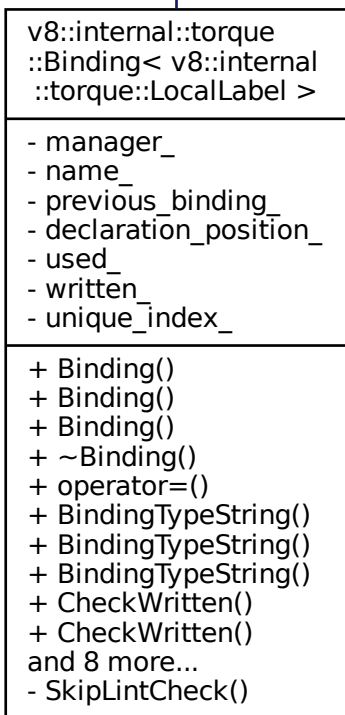 v8::internal::torque
::Binding< v8::internal
::torque::LocalLabel >
- manager_
- name_
- previous_binding_
- declaration_position_
- used_
- written_
- unique_index_
+ Binding()
+ Binding()
+ Binding()
+ ~Binding()
+ operator=()
+ BindingTypeString()
+ BindingTypeString()
+ BindingTypeString()
+ CheckWritten()
+ CheckWritten()
and 8 more...
- SkipLintCheck()